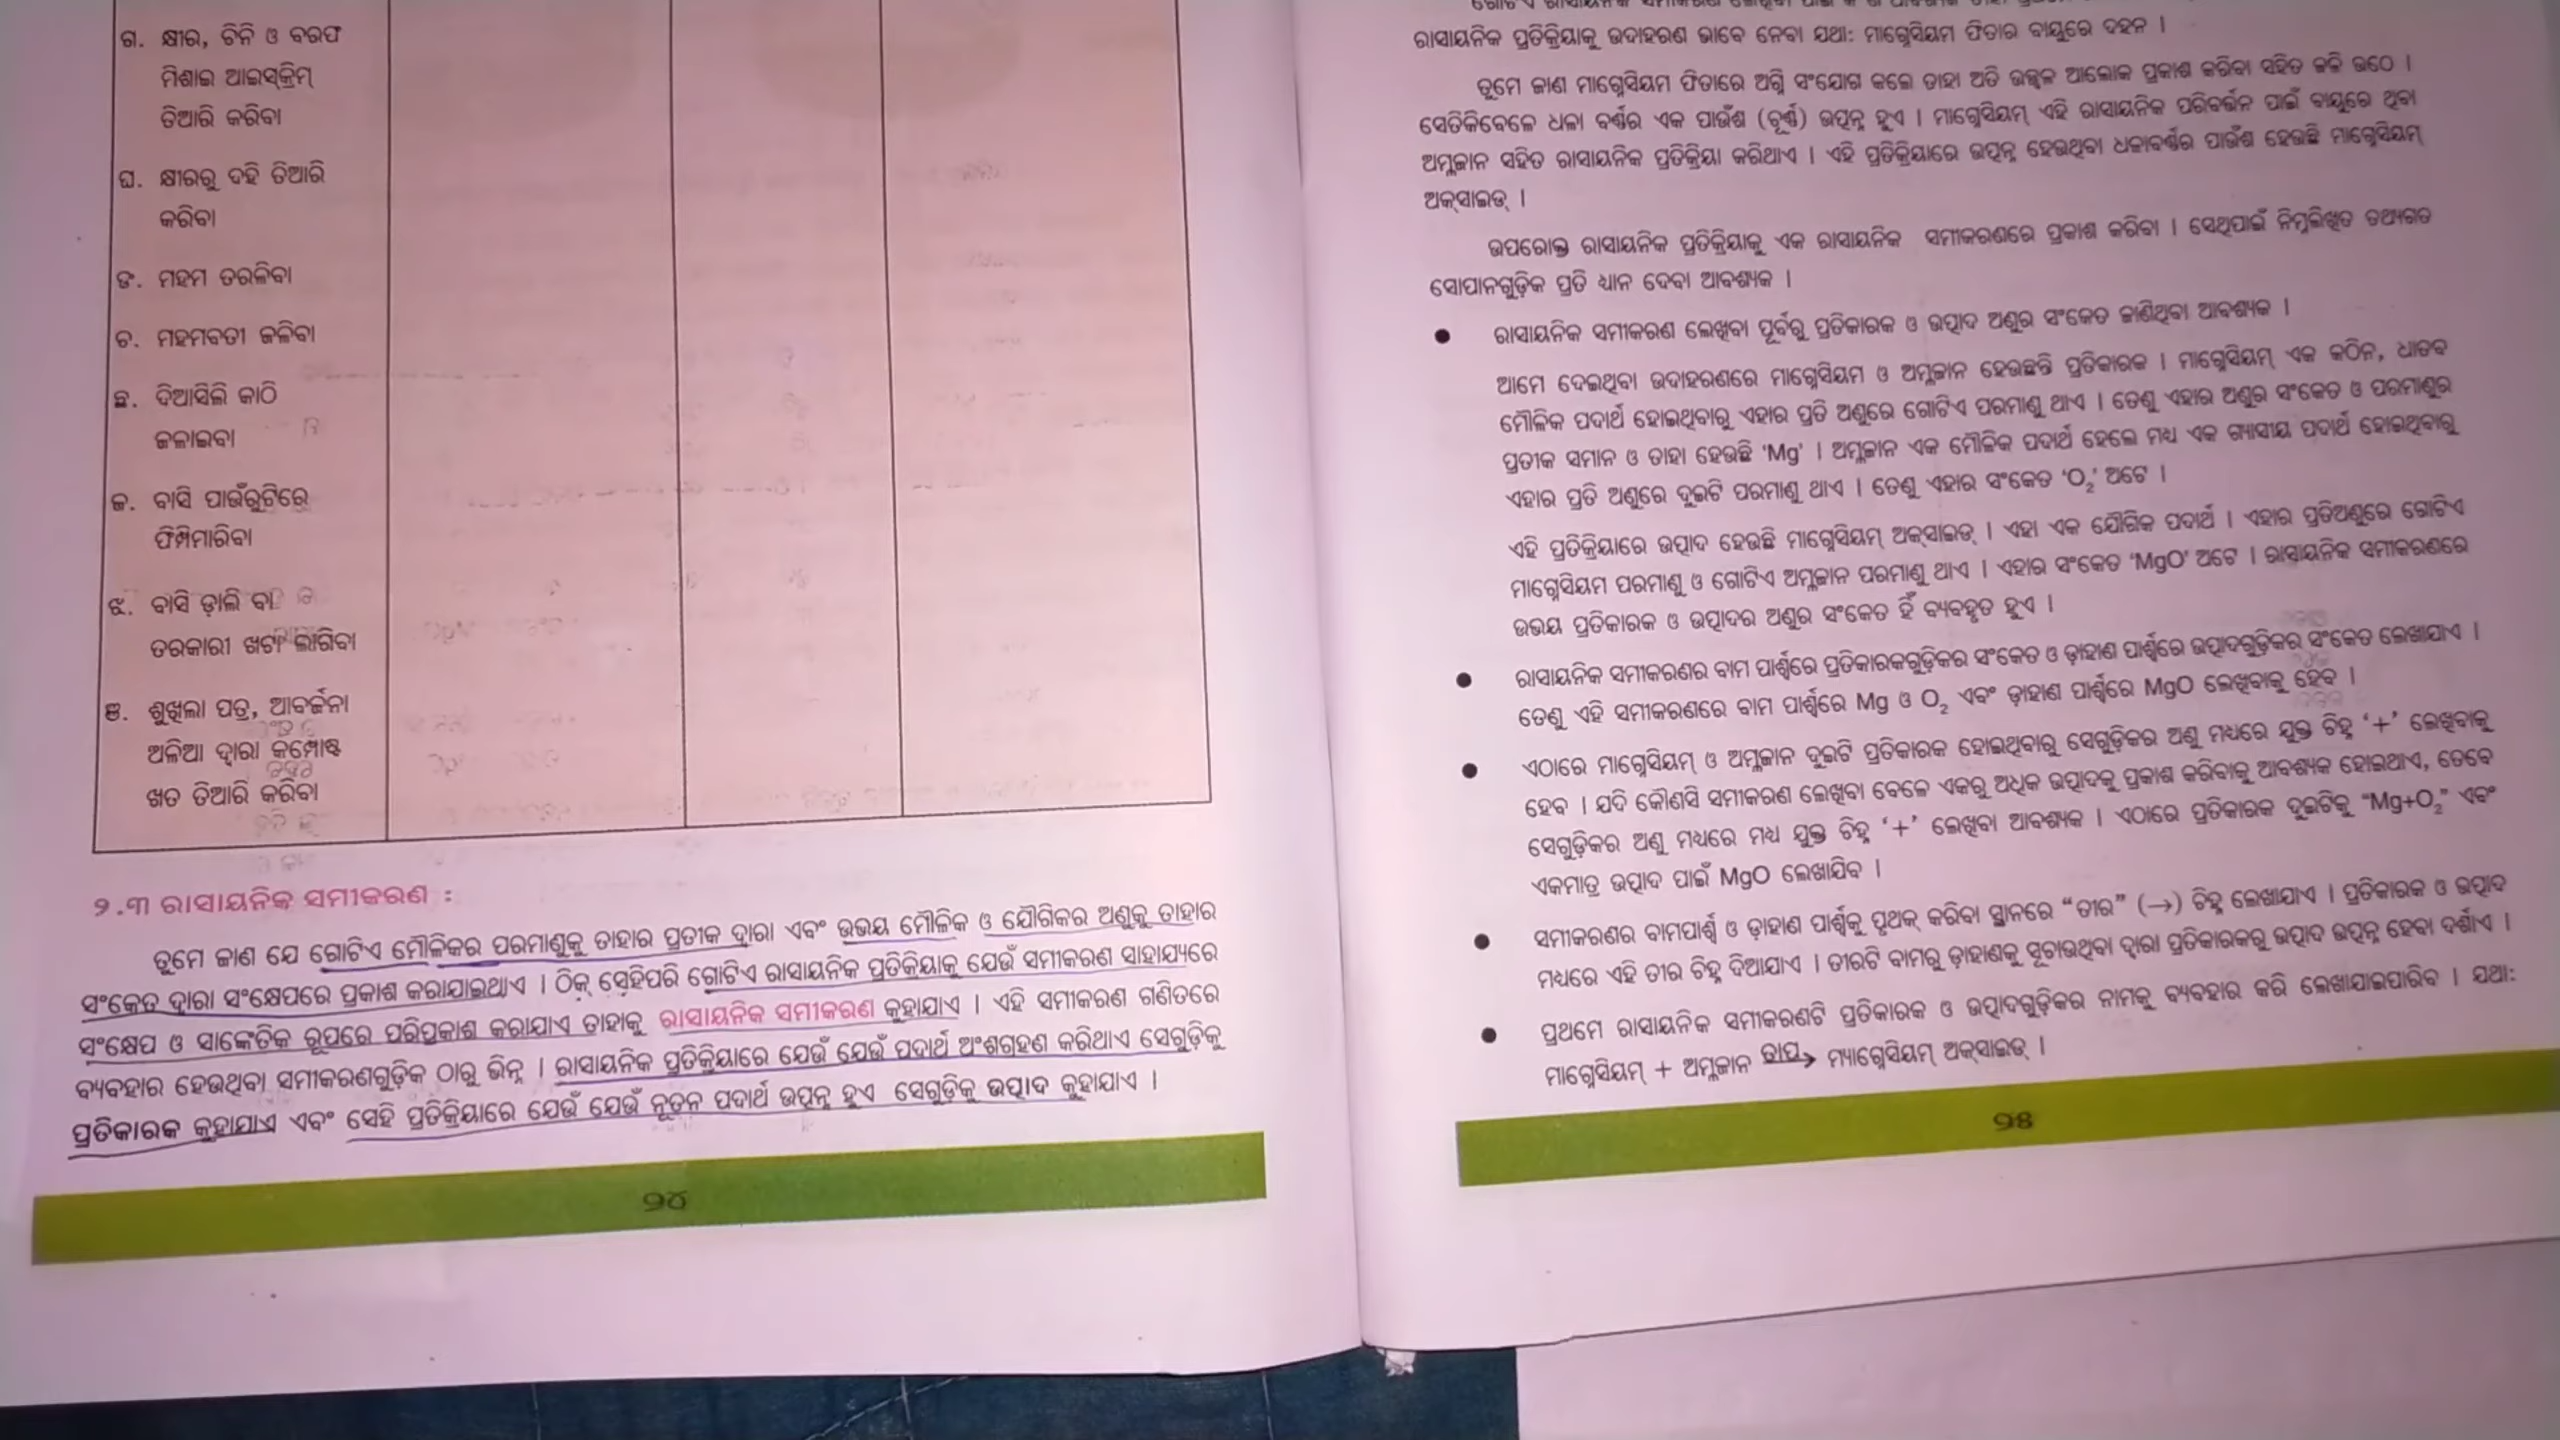 ଗ. କ୍ଷୀର, ଚିନି ଓ ବରଫ
ମିଶାଇ ଆଇସ୍‌କ୍ରିମ୍
ତିଆରି କରିବା
ଘ. କ୍ଷୀରରୁ ଦହି ତିଆରି
କରିବା
ଙ. ମହମ ତରଳିବା
ଚ. ମହମବତୀ ଜଳିବା
ଛ. ଦିଆସିଲି କାଠି
ଜଳାଇବା
ଜ. ବାସି ପାଉଁରୁଟିରେ
ଫିମ୍ପିମାରିବା
ଝ. ବାସି ଡ଼ାଲି ବା
ତରକାରୀ ଖଟା ଲାଗିବା
ଞ. ଶୁଖିଲା ପତ୍ର, ଆବର୍ଜନା
ଅଳିଆ ଦ୍ୱାରା କମ୍ପୋଷ୍ଟ
ଖତ ତିଆରି କରିବା
୨.୩ ରାସାୟନିକ ସମୀକରଣ :
ତୁମେ ଜାଣ ଯେ ଗୋଟିଏ ମୌଳିକର ପରମାଣୁକୁ ତାହାର ପ୍ରତୀକ ଦ୍ୱାରା ଏବଂ ଉଭୟ ମୌଳିକ ଓ ଯୌଗିକର ଅଣୁକୁ ତାହାର
ସଂକେତ ଦ୍ୱାରା ସଂକ୍ଷେପରେ ପ୍ରକାଶ କରାଯାଇଥାଏ । ଠିକ୍ ସେହିପରି ଗୋଟିଏ ରାସାୟନିକ ପ୍ରତିକ୍ରିୟାକୁ ଯେଉଁ ସମୀକରଣ ସାହାଯ୍ୟରେ
ସଂକ୍ଷେପ ଓ ସାଙ୍କେତିକ ରୂପରେ ପରିପ୍ରକାଶ କରାଯାଏ ତାହାକୁ ରାସାୟନିକ ସମୀକରଣ କୁହାଯାଏ । ଏହି ସମୀକରଣ ଗଣିତରେ
ବ୍ୟବହାର ହେଉଥିବା ସମୀକରଣଗୁଡ଼ିକ ଠାରୁ ଭିନ୍ନ । ରାସାୟନିକ ପ୍ରତିକ୍ରିୟାରେ ଯେଉଁ ଯେଉଁ ପଦାର୍ଥ ଅଂଶଗ୍ରହଣ କରିଥାଏ ସେଗୁଡ଼ିକୁ
ପ୍ରତିକାରକ କୁହାଯାଏ ଏବଂ ସେହି ପ୍ରତିକ୍ରିୟାରେ ଯେଉଁ ଯେଉଁ ନୂତନ ପଦାର୍ଥ ଉତ୍ପନ୍ନ ହୁଏ ସେଗୁଡ଼ିକୁ ଉତ୍ପାଦ କୁହାଯାଏ ।
୨୪
ରାସାୟନିକ ପ୍ରତିକ୍ରିୟାକୁ ଉଦାହରଣ ଭାବେ ନେବା ଯଥା: ମାଗ୍ନେସିୟମ ଫିତାର ବାୟୁରେ ଦହନ ।
ତୁମେ ଜାଣ ମାଗ୍ନେସିୟମ ଫିତାରେ ଅଗ୍ନି ସଂଯୋଗ କଲେ ତାହା ଅତି ଉଜ୍ଜ୍ୱଳ ଆଲୋକ ପ୍ରକାଶ କରିବା ସହିତ ଜଳି ଉଠେ ।
ସେତିକିବେଳେ ଧଳା ବର୍ଣ୍ଣର ଏକ ପାଉଁଶ (ଚୂର୍ଣ୍ଣ) ଉତ୍ପନ୍ନ ହୁଏ । ମାଗ୍ନେସିୟମ୍ ଏହି ରାସାୟନିକ ପରିବର୍ତ୍ତନ ପାଇଁ ବାୟୁରେ ଥିବା
ଅମ୍ଳଜାନ ସହିତ ରାସାୟନିକ ପ୍ରତିକ୍ରିୟା କରିଥାଏ । ଏହି ପ୍ରତିକ୍ରିୟାରେ ଉତ୍ପନ୍ନ ହେଉଥିବା ଧଳାବର୍ଣ୍ଣର ପାଉଁଶ ହେଉଛି ମାଗ୍ନେସିୟମ୍
ଅକ୍‌ସାଇଡ୍ ।
ଉପରୋକ୍ତ ରାସାୟନିକ ପ୍ରତିକ୍ରିୟାକୁ ଏକ ରାସାୟନିକ ସମୀକରଣରେ ପ୍ରକାଶ କରିବା । ସେଥିପାଇଁ ନିମ୍ନଲିଖିତ ତଥ୍ୟଗତ
ସୋପାନଗୁଡ଼ିକ ପ୍ରତି ଧ୍ୟାନ ଦେବା ଆବଶ୍ୟକ ।
● ରାସାୟନିକ ସମୀକରଣ ଲେଖିବା ପୂର୍ବରୁ ପ୍ରତିକାରକ ଓ ଉତ୍ପାଦ ଅଣୁର ସଂକେତ ଜାଣିଥିବା ଆବଶ୍ୟକ ।
ଆମେ ଦେଇଥିବା ଉଦାହରଣରେ ମାଗ୍ନେସିୟମ ଓ ଅମ୍ଳଜାନ ହେଉଛନ୍ତି ପ୍ରତିକାରକ । ମାଗ୍ନେସିୟମ୍ ଏକ କଠିନ, ଧାତବ
ମୌଳିକ ପଦାର୍ଥ ହୋଇଥିବାରୁ ଏହାର ପ୍ରତି ଅଣୁରେ ଗୋଟିଏ ପରମାଣୁ ଥାଏ । ତେଣୁ ଏହାର ଅଣୁର ସଂକେତ ଓ ପରମାଣୁର
ପ୍ରତୀକ ସମାନ ଓ ତାହା ହେଉଛି ‘Mg’ । ଅମ୍ଳଜାନ ଏକ ମୌଳିକ ପଦାର୍ଥ ହେଲେ ମଧ୍ୟ ଏକ ଗ୍ୟାସୀୟ ପଦାର୍ଥ ହୋଇଥିବାରୁ
ଏହାର ପ୍ରତି ଅଣୁରେ ଦୁଇଟି ପରମାଣୁ ଥାଏ । ତେଣୁ ଏହାର ସଂକେତ ‘O₂’ ଅଟେ ।
ଏହି ପ୍ରତିକ୍ରିୟାରେ ଉତ୍ପାଦ ହେଉଛି ମାଗ୍ନେସିୟମ୍ ଅକ୍‌ସାଇଡ୍ । ଏହା ଏକ ଯୌଗିକ ପଦାର୍ଥ । ଏହାର ପ୍ରତିଅଣୁରେ ଗୋଟିଏ
ମାଗ୍ନେସିୟମ ପରମାଣୁ ଓ ଗୋଟିଏ ଅମ୍ଳଜାନ ପରମାଣୁ ଥାଏ । ଏହାର ସଂକେତ ‘MgO’ ଅଟେ । ରାସାୟନିକ ସମୀକରଣରେ
ଉଭୟ ପ୍ରତିକାରକ ଓ ଉତ୍ପାଦର ଅଣୁର ସଂକେତ ହିଁ ବ୍ୟବହୃତ ହୁଏ ।
● ରାସାୟନିକ ସମୀକରଣର ବାମ ପାର୍ଶ୍ୱରେ ପ୍ରତିକାରକଗୁଡ଼ିକର ସଂକେତ ଓ ଡ଼ାହାଣ ପାର୍ଶ୍ୱରେ ଉତ୍ପାଦଗୁଡ଼ିକର ସଂକେତ ଲେଖାଯାଏ ।
ତେଣୁ ଏହି ସମୀକରଣରେ ବାମ ପାର୍ଶ୍ୱରେ Mg ଓ O₂ ଏବଂ ଡ଼ାହାଣ ପାର୍ଶ୍ୱରେ MgO ଲେଖିବାକୁ ହେବ ।
● ଏଠାରେ ମାଗ୍ନେସିୟମ୍ ଓ ଅମ୍ଳଜାନ ଦୁଇଟି ପ୍ରତିକାରକ ହୋଇଥିବାରୁ ସେଗୁଡ଼ିକର ଅଣୁ ମଧ୍ୟରେ ଯୁକ୍ତ ଚିହ୍ନ ‘+’ ଲେଖିବାକୁ
ହେବ । ଯଦି କୌଣସି ସମୀକରଣ ଲେଖିବା ବେଳେ ଏକରୁ ଅଧିକ ଉତ୍ପାଦକୁ ପ୍ରକାଶ କରିବାକୁ ଆବଶ୍ୟକ ହୋଇଥାଏ, ତେବେ
ସେଗୁଡ଼ିକର ଅଣୁ ମଧ୍ୟରେ ମଧ୍ୟ ଯୁକ୍ତ ଚିହ୍ନ ‘+’ ଲେଖିବା ଆବଶ୍ୟକ । ଏଠାରେ ପ୍ରତିକାରକ ଦୁଇଟିକୁ “Mg+O₂” ଏବଂ
ଏକମାତ୍ର ଉତ୍ପାଦ ପାଇଁ MgO ଲେଖାଯିବ ।
● ସମୀକରଣର ବାମପାର୍ଶ୍ୱ ଓ ଡ଼ାହାଣ ପାର୍ଶ୍ୱକୁ ପୃଥକ୍ କରିବା ସ୍ଥାନରେ “ତୀର” (→) ଚିହ୍ନ ଲେଖାଯାଏ । ପ୍ରତିକାରକ ଓ ଉତ୍ପାଦ
ମଧ୍ୟରେ ଏହି ତୀର ଚିହ୍ନ ଦିଆଯାଏ । ତୀରଟି ବାମରୁ ଡ଼ାହାଣକୁ ସୂଚାଉଥିବା ଦ୍ୱାରା ପ୍ରତିକାରକରୁ ଉତ୍ପାଦ ଉତ୍ପନ୍ନ ହେବା ଦର୍ଶାଏ ।
● ପ୍ରଥମେ ରାସାୟନିକ ସମୀକରଣଟି ପ୍ରତିକାରକ ଓ ଉତ୍ପାଦଗୁଡ଼ିକର ନାମକୁ ବ୍ୟବହାର କରି ଲେଖାଯାଇପାରିବ । ଯଥା:
ମାଗ୍ନେସିୟମ୍ + ଅମ୍ଳଜାନ ତାପ→ ମ୍ୟାଗ୍ନେସିୟମ୍ ଅକ୍‌ସାଇଡ୍ ।
୨୫